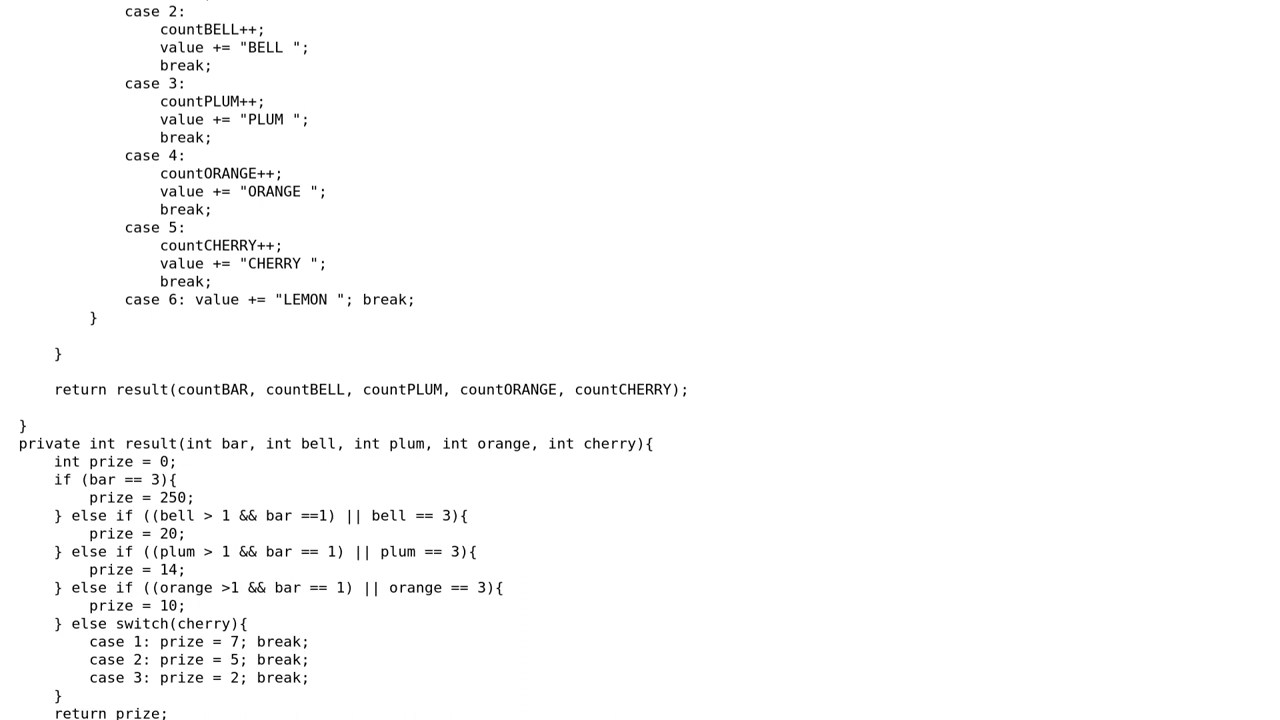 case 2:
                countBELL++;
                value += "BELL ";
                break;
            case 3:
                countPLUM++;
                value += "PLUM ";
                break;
            case 4:
                countORANGE++;
                value += "ORANGE ";
                break;
            case 5:
                countCHERRY++;
                value += "CHERRY ";
                break;
            case 6: value += "LEMON "; break;
        }

    }

    return result(countBAR, countBELL, countPLUM, countORANGE, countCHERRY);

}
private int result(int bar, int bell, int plum, int orange, int cherry){
    int prize = 0;
    if (bar == 3){
        prize = 250;
    } else if ((bell > 1 && bar ==1) || bell == 3){
        prize = 20;
    } else if ((plum > 1 && bar == 1) || plum == 3){
        prize = 14;
    } else if ((orange >1 && bar == 1) || orange == 3){
        prize = 10;
    } else switch(cherry){
        case 1: prize = 7; break;
        case 2: prize = 5; break;
        case 3: prize = 2; break;
    }
    return prize;